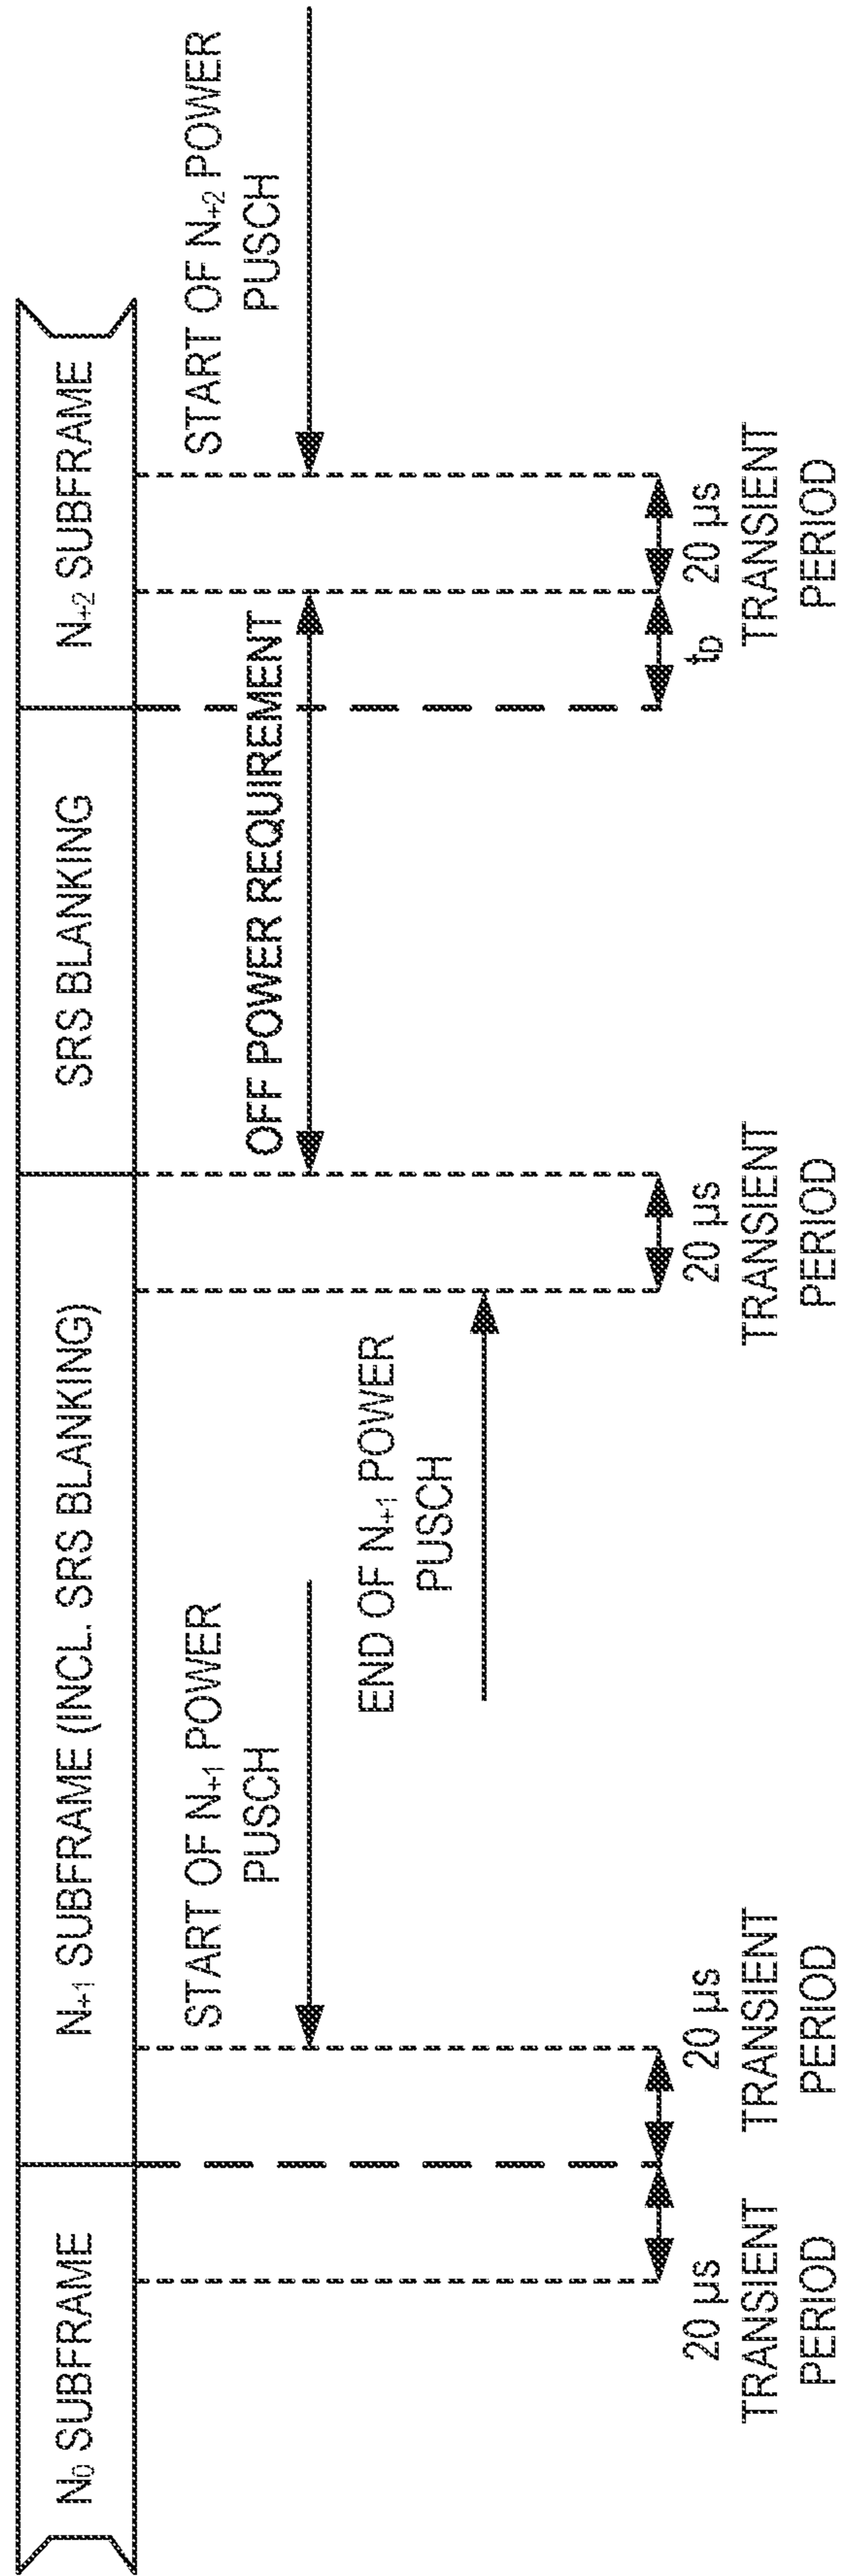 N0 SUBFRAME
N+1 SUBFRAME (INCL. SRS BLANKING)
SRS BLANKING
N+2 SUBFRAME
START OF N+1 POWER
PUSCH
END OF N+1 POWER
PUSCH
OFF POWER REQUIREMENT
START OF N+2 POWER
PUSCH
20 µs
TRANSIENT
PERIOD
20 µs
TRANSIENT
PERIOD
20 µs
TRANSIENT
PERIOD
tD
20 µs
TRANSIENT
PERIOD